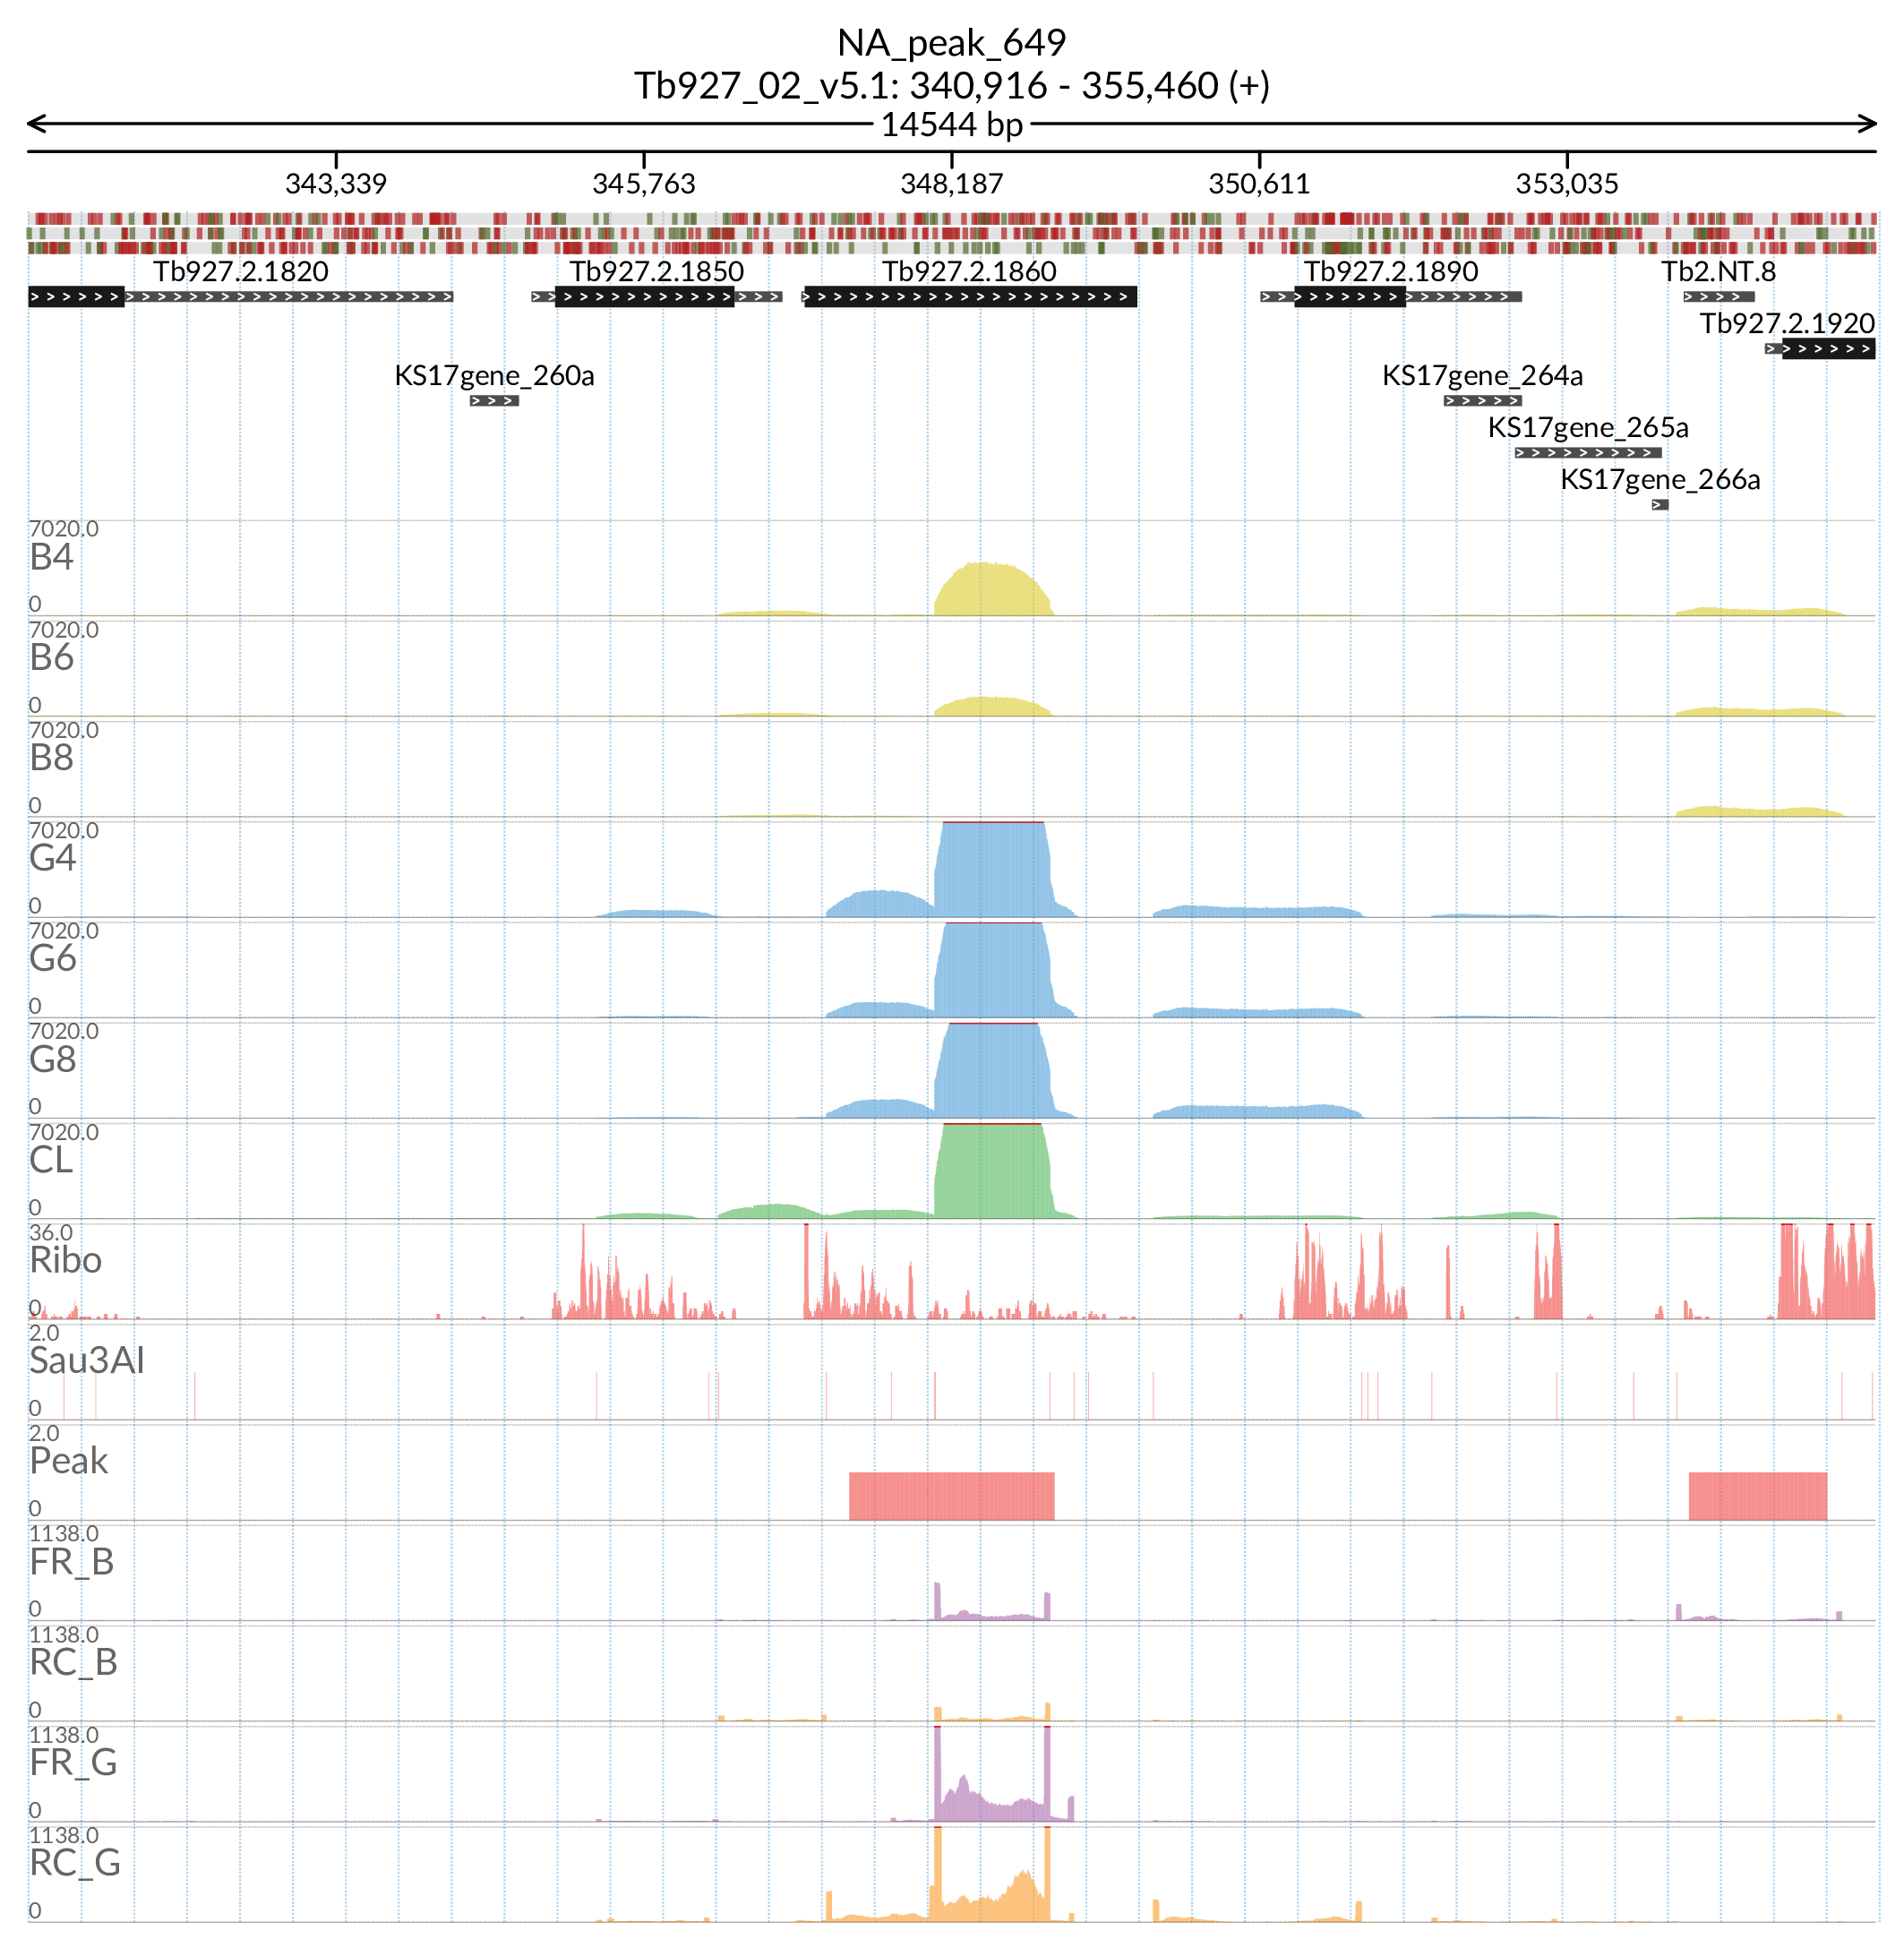 NA_peak_649
Tb927_02_v5.1: 340,916 - 355,460 (+)
14544 bp
343,339 345,763 348,187 350,611 353,035
Tb927.2.1820 Tb927.2.1850 Tb927.2.1860 Tb927.2.1890 Tb2.NT.8
Tb927.2.1920
KS17gene_260a KS17gene_264a
KS17gene_265a
KS17gene_266a
7020.0
B4
0
7020.0
B6
0
7020.0
B8
0
7020.0
G4
0
7020.0
G6
0
7020.0
G8
0
7020.0
CL
0
36.0
Ribo
0
2.0
Sau3AI
0
2.0
Peak
0
1138.0
FR_B
0
1138.0
RC_B
0
1138.0
FR_G
0
1138.0
RC_G
0